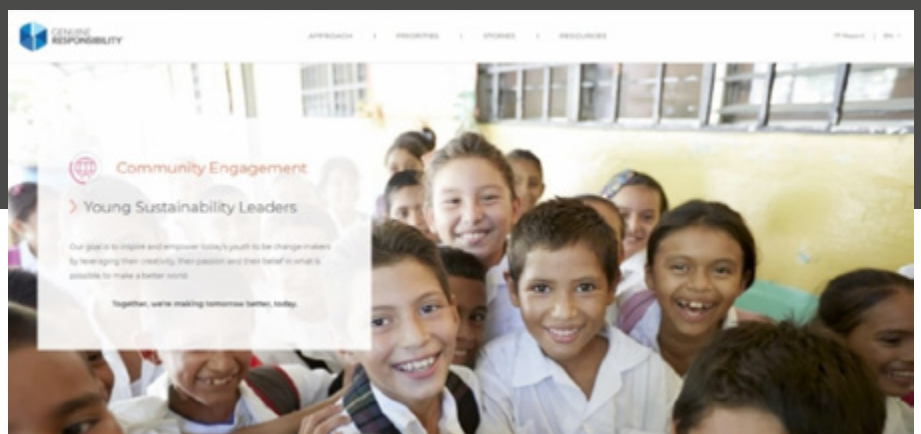 GENUINE
RESPONSIBILITY
APPROACH | PRIORITIES | STORIES | RESOURCES
| EN
Community Engagement
Young Sustainability Leaders
Our goal is to inspire and empower today's youth to be change-makers
by leveraging their creativity, their passion and their belief in what is
possible to make a better world.
Together, we're making tomorrow better, today.